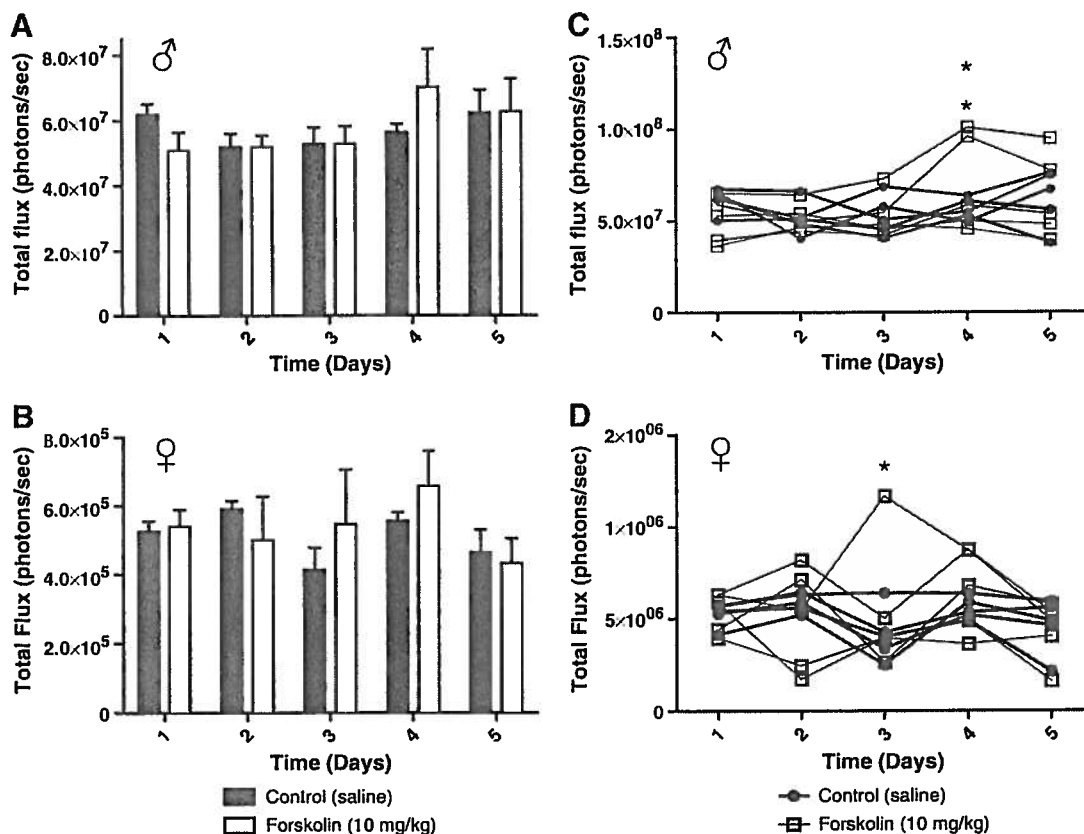 A
♂
Total flux (photons/sec)
8.0×10⁷
6.0×10⁷
4.0×10⁷
2.0×10⁷
0
1 2 3 4 5
Time (Days)
B
♀
Total Flux (photons/sec)
8.0×10⁵
6.0×10⁵
4.0×10⁵
2.0×10⁵
0
1 2 3 4 5
Time (Days)
Control (saline)
Forskolin (10 mg/kg)
C
♂
Total flux (photons/sec)
1.5×10⁸
1.0×10⁸
5.0×10⁷
0
*
*
1 2 3 4 5
Time (Days)
D
♀
Total Flux (photons/sec)
2×10⁰⁶
1×10⁰⁶
5×10⁰⁶
0
*
1 2 3 4 5
Time (Days)
Control (saline)
Forskolin (10 mg/kg)